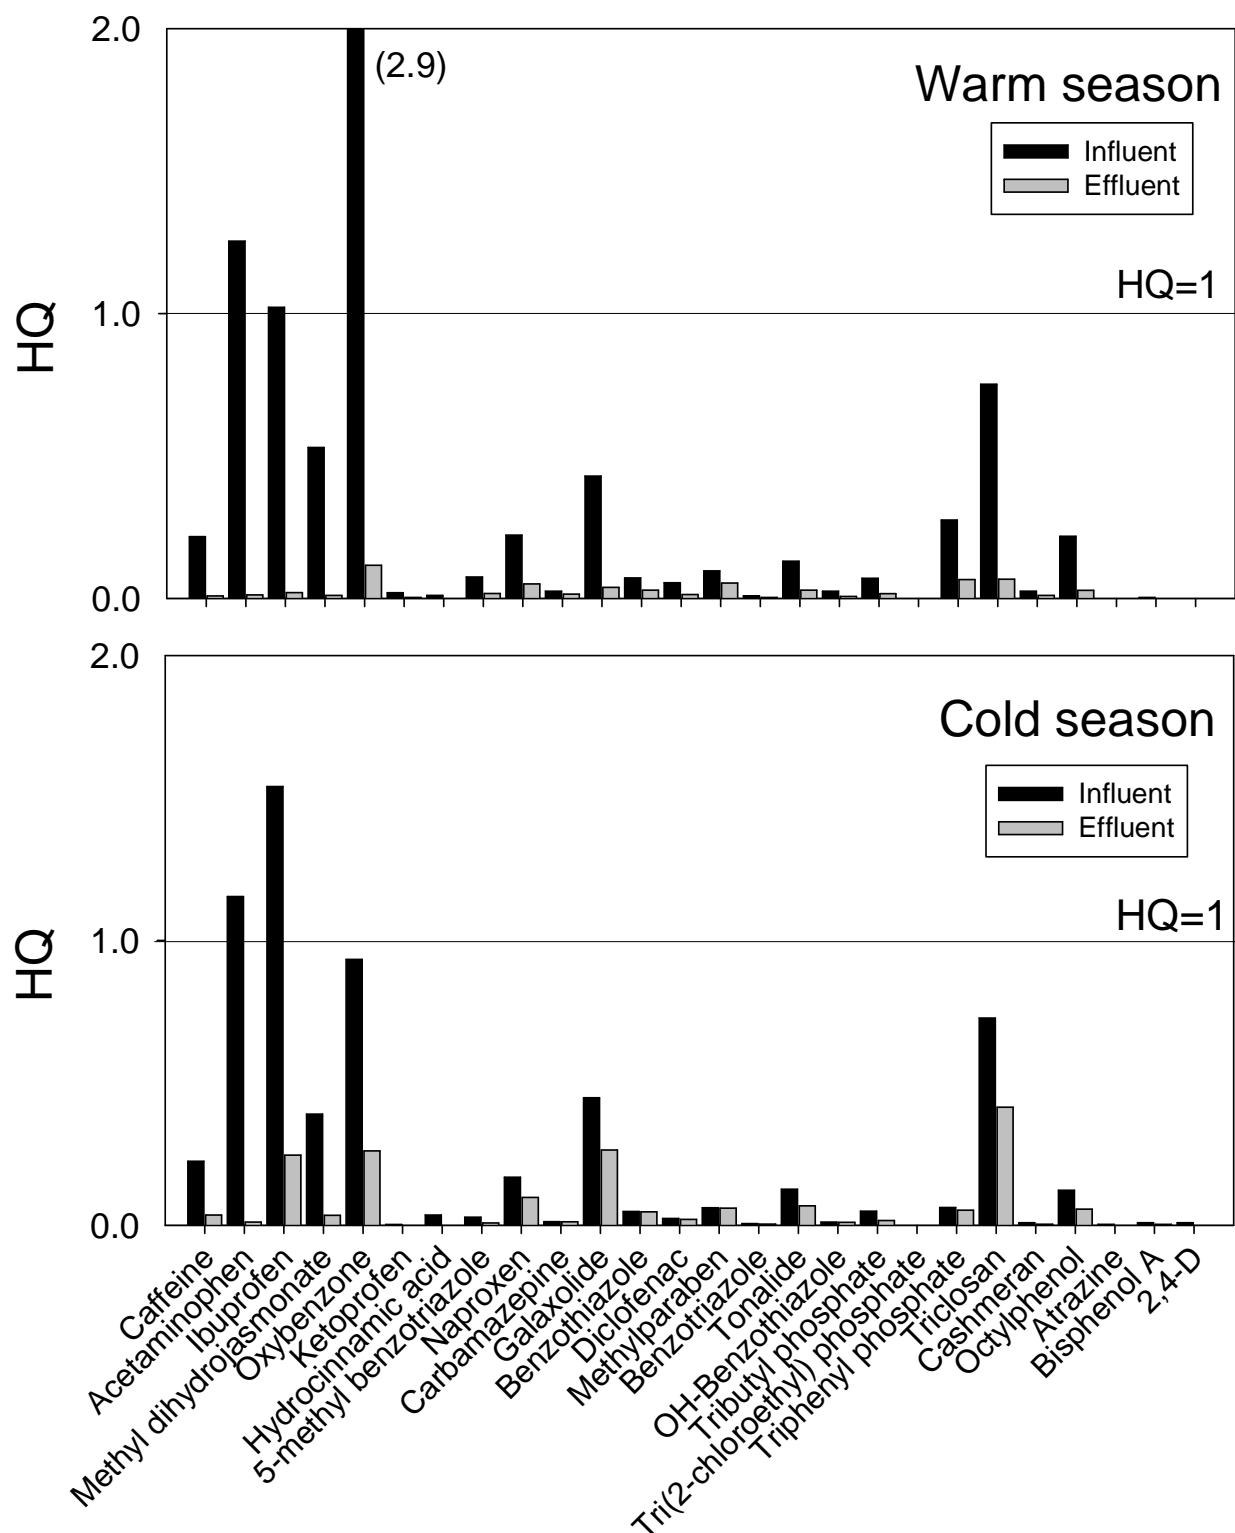 2.0
(2.9)
Warm season
Influent
Effluent
HQ=1
1.0
HQ
0.0
2.0
Cold season
Influent
Effluent
HQ=1
1.0
HQ
0.0
Caffeine
Acetaminophen
Ibuprofen
Methyl dihydrojasmonate
Oxybenzone
Ketoprofen
Hydrocinnamic acid
5-methyl benzotriazole
Naproxen
Carbamazepine
Galaxolide
Benzothiazole
Diclofenac
Methylparaben
Benzotriazole
Tonalide
OH-Benzothiazole
Tributyl phosphate
Tri(2-chloroethyl) phosphate
Triphenyl phosphate
Triclosan
Cashmeran
Octylphenol
Atrazine
Bisphenol A
2,4-D